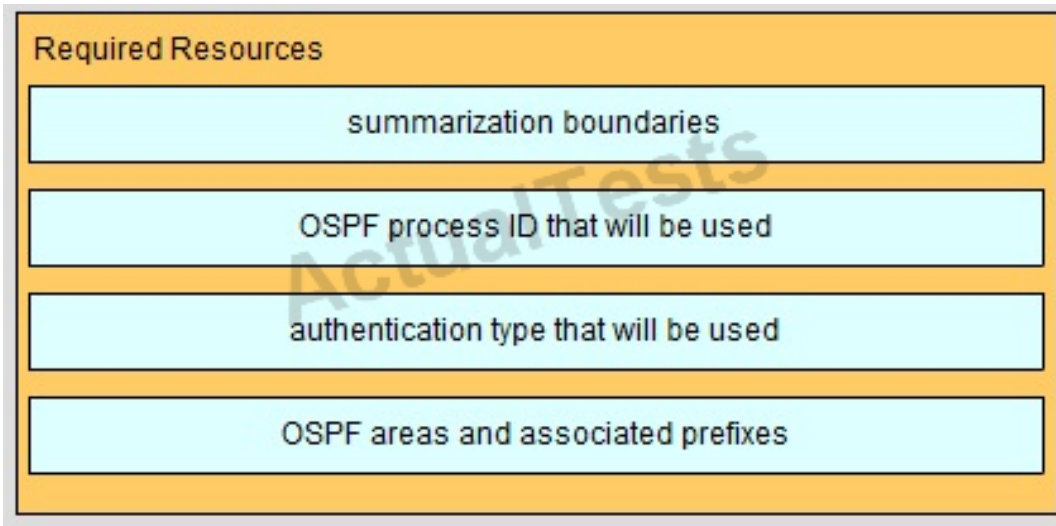 Required Resources
summarization boundaries
OSPF process ID that will be used
authentication type that will be used
OSPF areas and associated prefixes
ActualTests